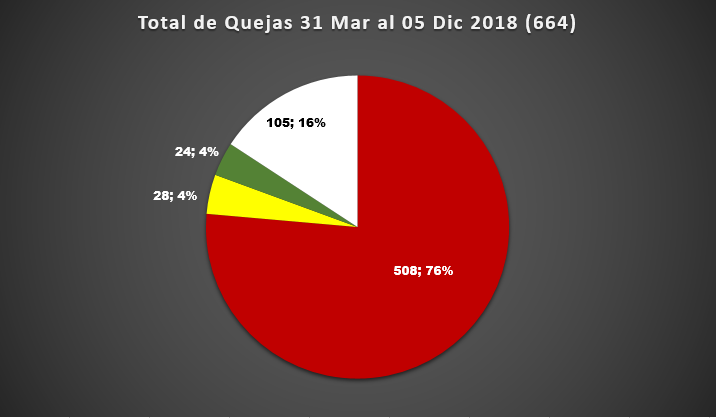 Total de Quejas 31 Mar al 05 Dic 2018 (664)
105; 16%
24; 4%
28; 4%
508; 76%